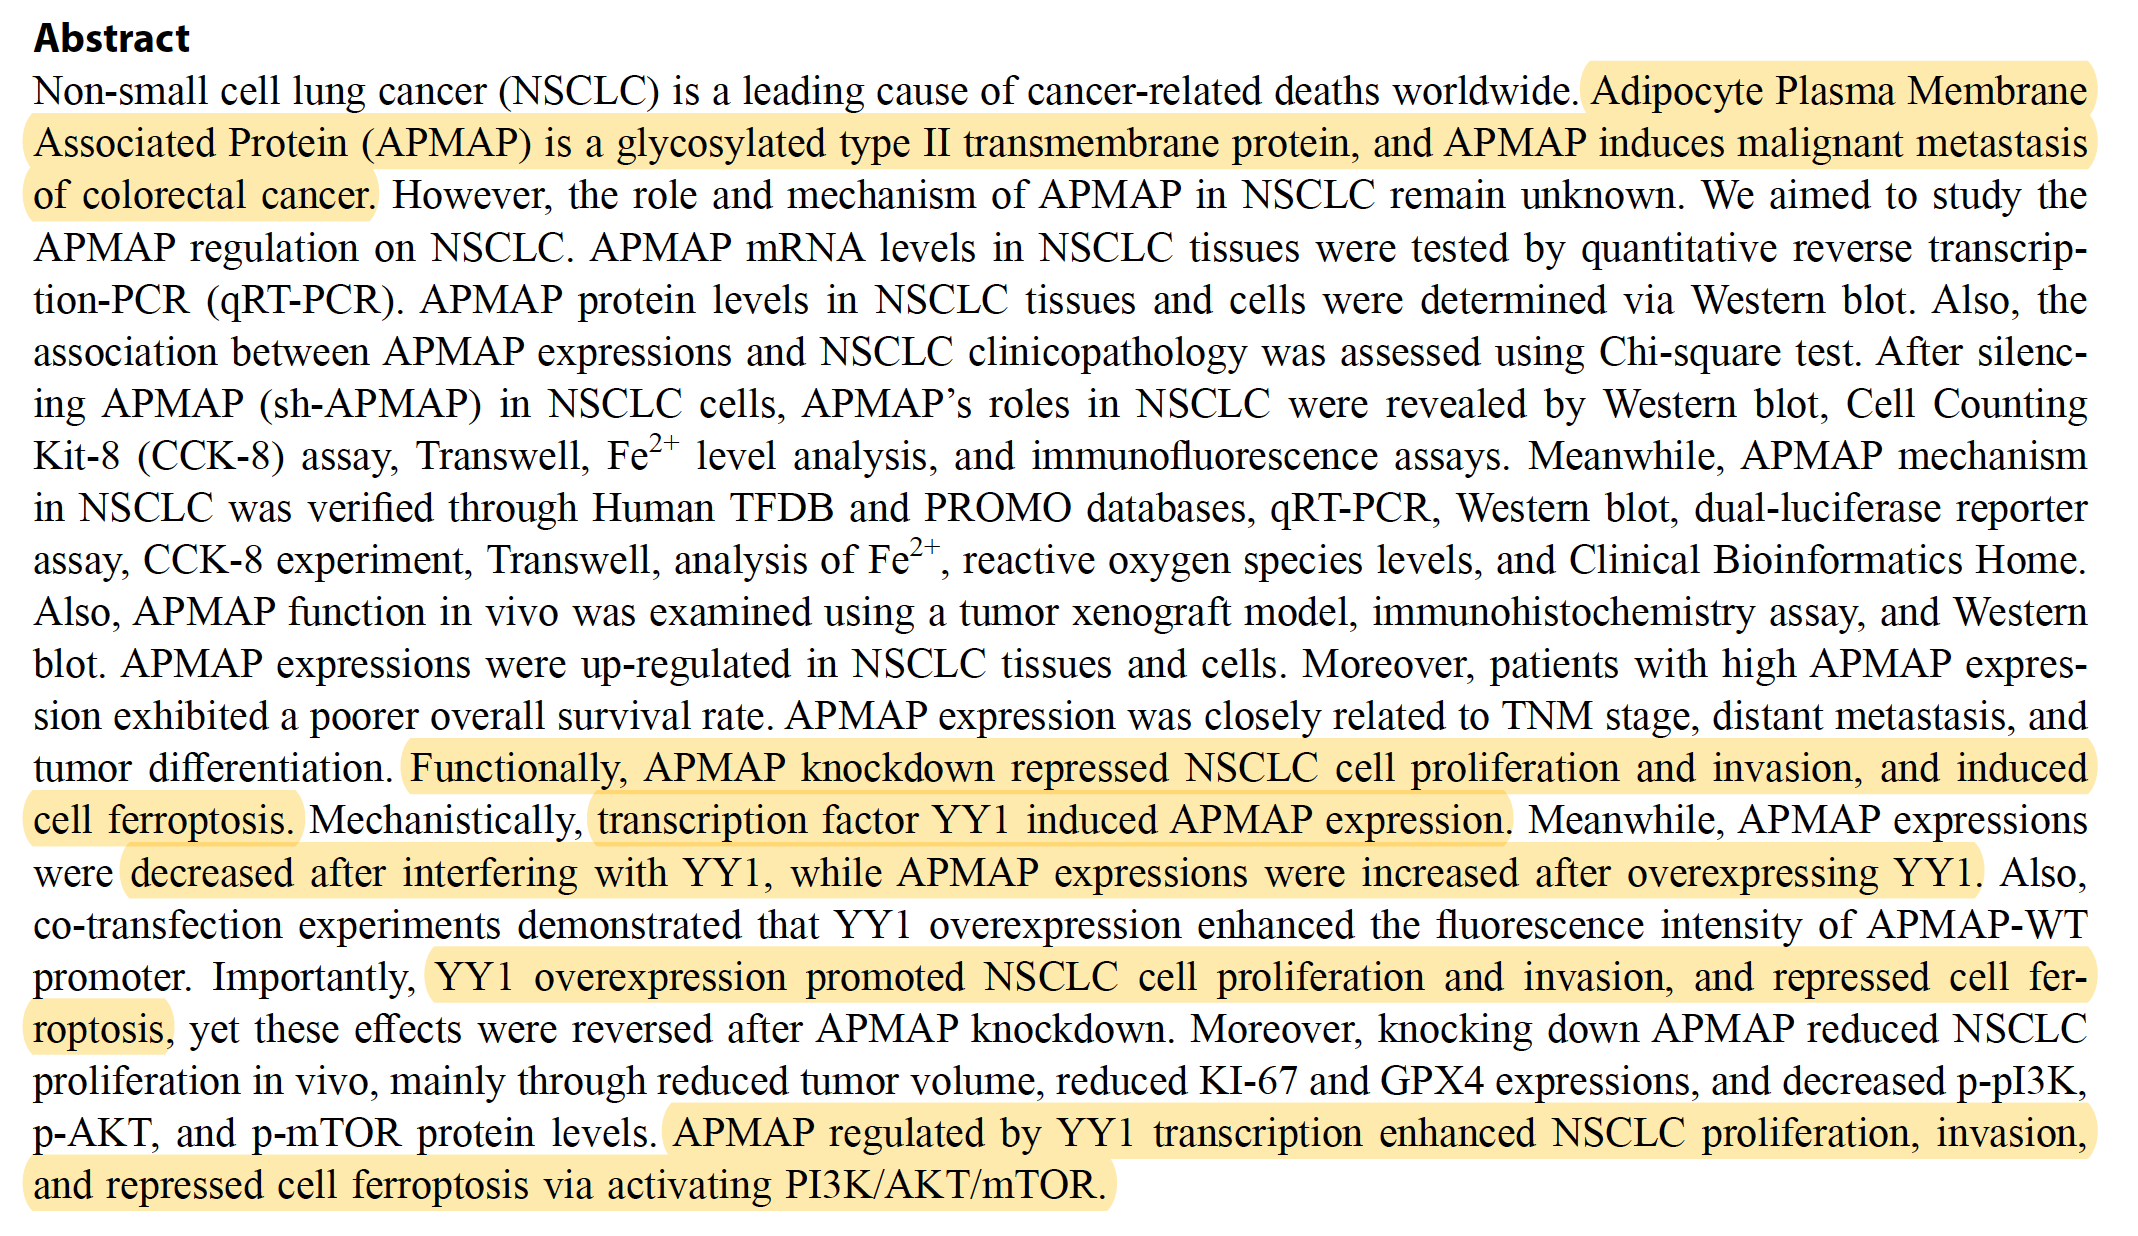 Abstract
Non-small cell lung cancer (NSCLC) is a leading cause of cancer-related deaths worldwide. Adipocyte Plasma Membrane
Associated Protein (APMAP) is a glycosylated type II transmembrane protein, and APMAP induces malignant metastasis
of colorectal cancer. However, the role and mechanism of APMAP in NSCLC remain unknown. We aimed to study the
APMAP regulation on NSCLC. APMAP mRNA levels in NSCLC tissues were tested by quantitative reverse transcrip-
tion-PCR (qRT-PCR). APMAP protein levels in NSCLC tissues and cells were determined via Western blot. Also, the
association between APMAP expressions and NSCLC clinicopathology was assessed using Chi-square test. After silenc-
ing APMAP (sh-APMAP) in NSCLC cells, APMAP’s roles in NSCLC were revealed by Western blot, Cell Counting
Kit-8 (CCK-8) assay, Transwell, Fe²⁺ level analysis, and immunofluorescence assays. Meanwhile, APMAP mechanism
in NSCLC was verified through Human TFDB and PROMO databases, qRT-PCR, Western blot, dual-luciferase reporter
assay, CCK-8 experiment, Transwell, analysis of Fe²⁺, reactive oxygen species levels, and Clinical Bioinformatics Home.
Also, APMAP function in vivo was examined using a tumor xenograft model, immunohistochemistry assay, and Western
blot. APMAP expressions were up-regulated in NSCLC tissues and cells. Moreover, patients with high APMAP expres-
sion exhibited a poorer overall survival rate. APMAP expression was closely related to TNM stage, distant metastasis, and
tumor differentiation. Functionally, APMAP knockdown repressed NSCLC cell proliferation and invasion, and induced
cell ferroptosis. Mechanistically, transcription factor YY1 induced APMAP expression. Meanwhile, APMAP expressions
were decreased after interfering with YY1, while APMAP expressions were increased after overexpressing YY1. Also,
co-transfection experiments demonstrated that YY1 overexpression enhanced the fluorescence intensity of APMAP-WT
promoter. Importantly, YY1 overexpression promoted NSCLC cell proliferation and invasion, and repressed cell fer-
roptosis, yet these effects were reversed after APMAP knockdown. Moreover, knocking down APMAP reduced NSCLC
proliferation in vivo, mainly through reduced tumor volume, reduced KI-67 and GPX4 expressions, and decreased p-pI3K,
p-AKT, and p-mTOR protein levels. APMAP regulated by YY1 transcription enhanced NSCLC proliferation, invasion,
and repressed cell ferroptosis via activating PI3K/AKT/mTOR.